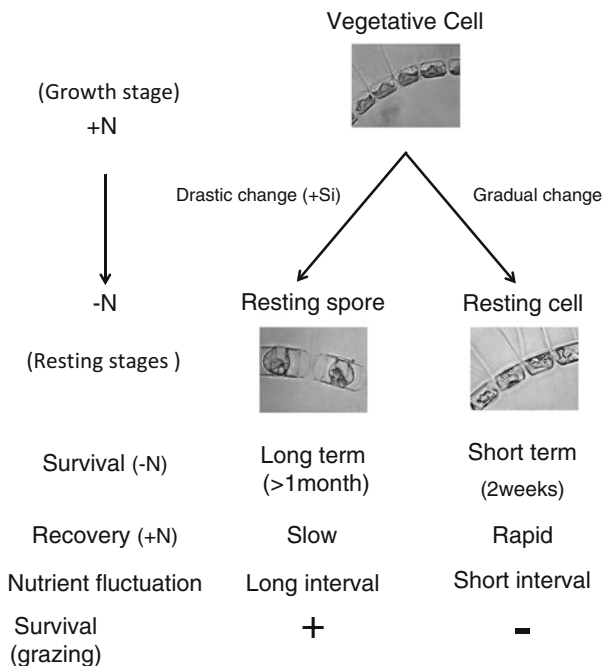 Vegetative Cell
(Growth stage)
+N
Drastic change (+Si)
Gradual change
-N
Resting spore
Resting cell
(Resting stages )
Survival (-N)
Long term
(>1month)
Short term
(2weeks)
Recovery (+N)
Slow
Rapid
Nutrient fluctuation
Long interval
Short interval
Survival
(grazing)
+
-